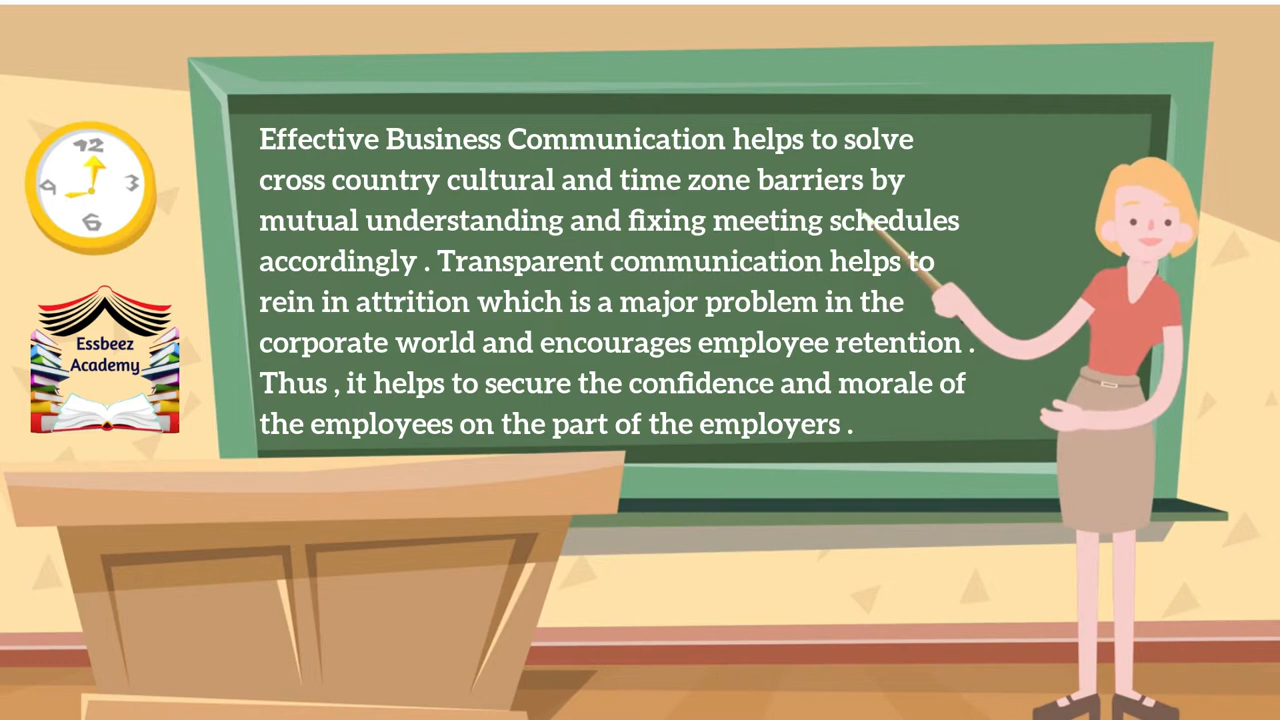 Effective Business Communication helps to solve
cross country cultural and time zone barriers by
mutual understanding and fixing meeting schedules
accordingly . Transparent communication helps to
rein in attrition which is a major problem in the
corporate world and encourages employee retention .
Thus , it helps to secure the confidence and morale of
the employees on the part of the employers .
12
9
3
6
Essbeez
Academy